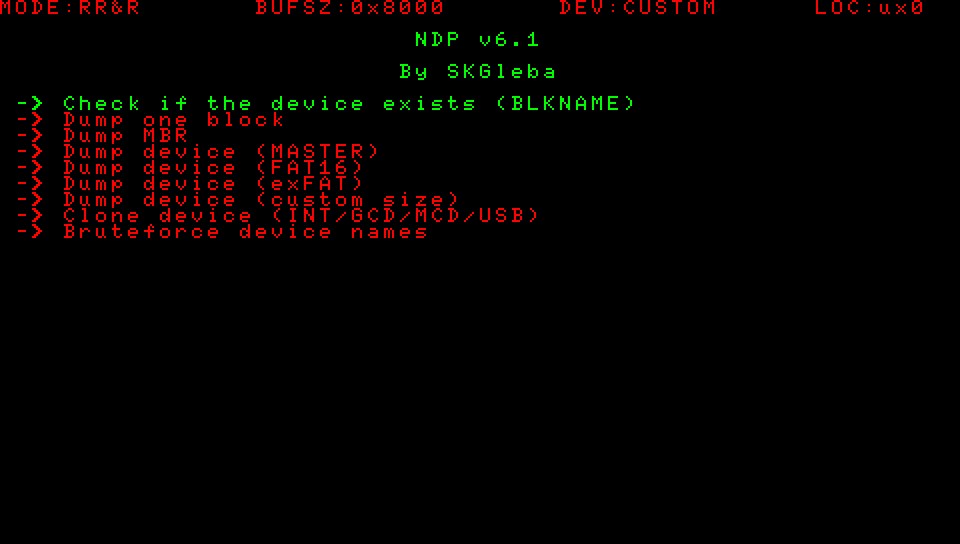 MODE:RR&R BUFSZ:0x8000 DEV:CUSTOM LOC:ux0
NDP v6.1
By SKGleba
-> Check if the device exists (BLKNAME)
-> Dump one block
-> Dump MBR
-> Dump device (MASTER)
-> Dump device (FAT16)
-> Dump device (exFAT)
-> Dump device (custom size)
-> Clone device (INT/GCD/MCD/USB)
-> Bruteforce device names